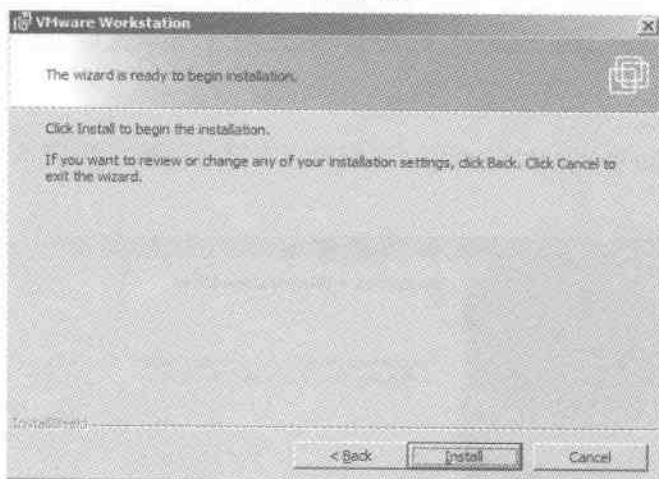 VMware Workstation
The wizard is ready to begin installation.
Click Install to begin the installation.
If you want to review or change any of your installation settings, click Back. Click Cancel to
exit the wizard.
InstallShield
< Back
Install
Cancel